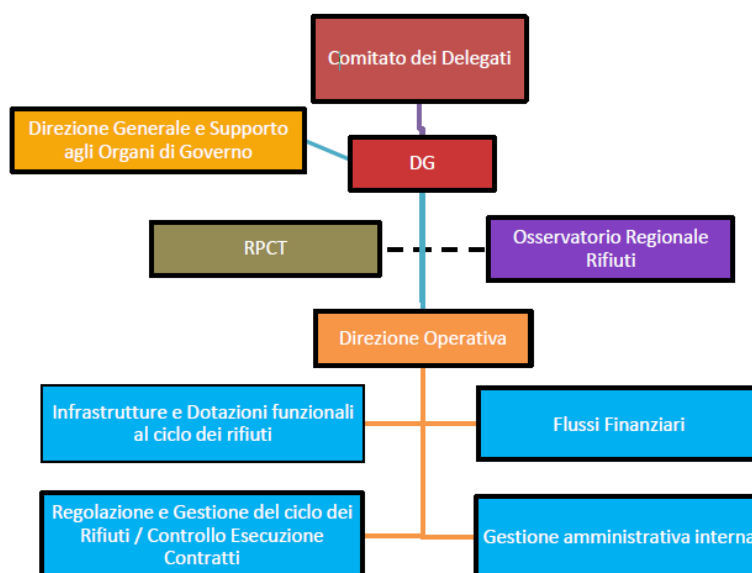 Comitato dei Delegati
Direzione Generale e Supporto
agli Organi di Governo
DG
RPCT
Osservatorio Regionale
Rifiuti
Direzione Operativa
Infrastrutture e Dotazioni funzionali
al ciclo dei rifiuti
Flussi Finanziari
Regolazione e Gestione del ciclo dei
Rifiuti / Controllo Esecuzione
Contratti
Gestione amministrativa interna